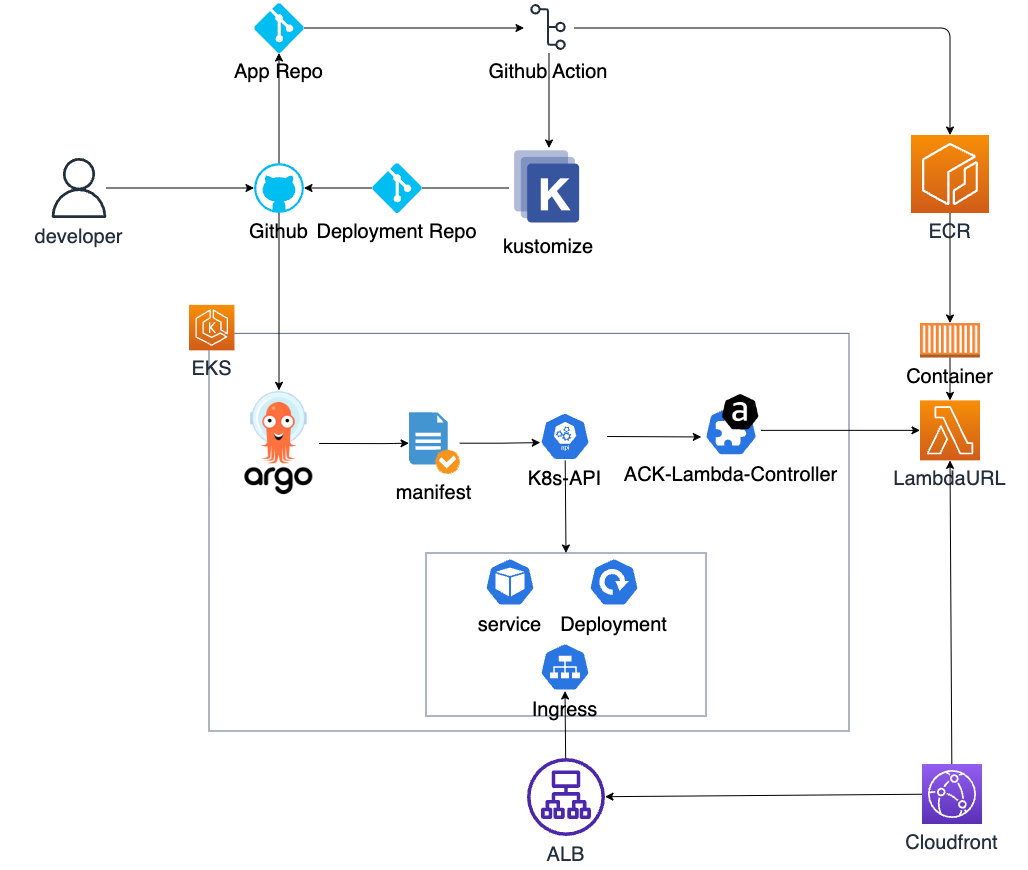 App Repo
Github Action
developer
Github
Deployment Repo
K
kustomize
ECR
K
EKS
Container
argo
manifest
api
K8s-API
a
ACK-Lambda-Controller
LambdaURL
service
Deployment
Ingress
ALB
Cloudfront